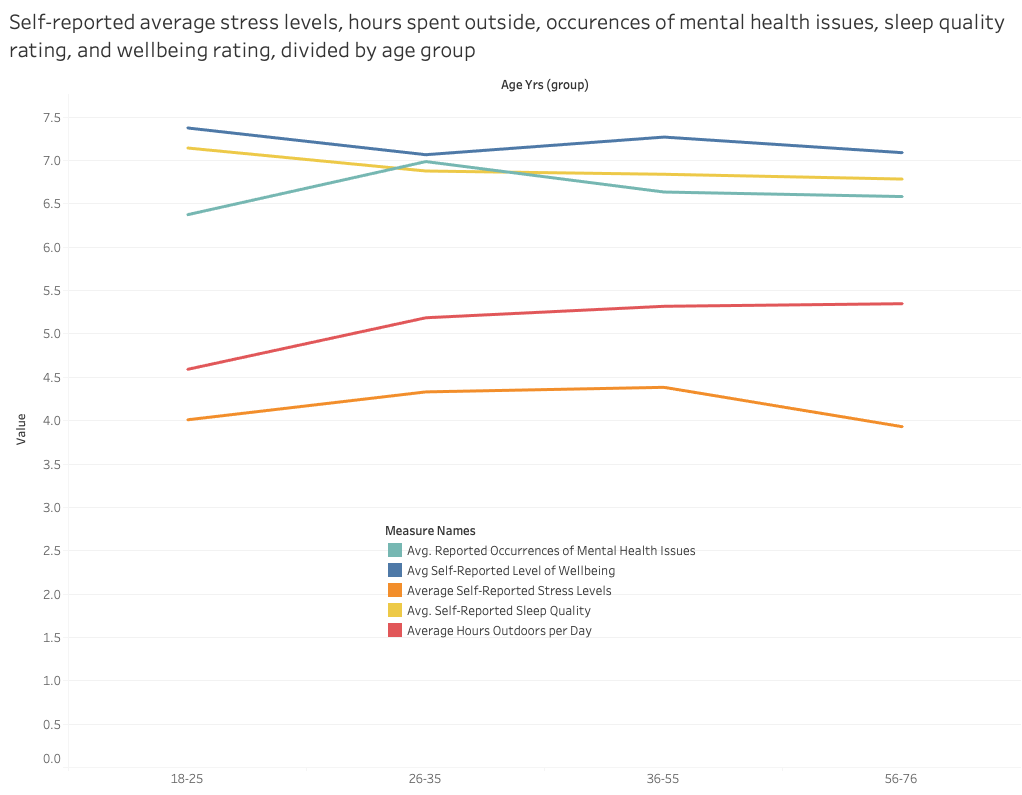 Self-reported average stress levels, hours spent outside, occurences of mental health issues, sleep quality
rating, and wellbeing rating, divided by age group
Age Yrs (group)
7.5
7.0
6.5
6.0
5.5
5.0
4.5
4.0
3.5
3.0
2.5
2.0
1.5
1.0
0.5
0.0
Value
Measure Names
Avg. Reported Occurrences of Mental Health Issues
Avg Self-Reported Level of Wellbeing
Average Self-Reported Stress Levels
Avg. Self-Reported Sleep Quality
Average Hours Outdoors per Day
18-25
26-35
36-55
56-76